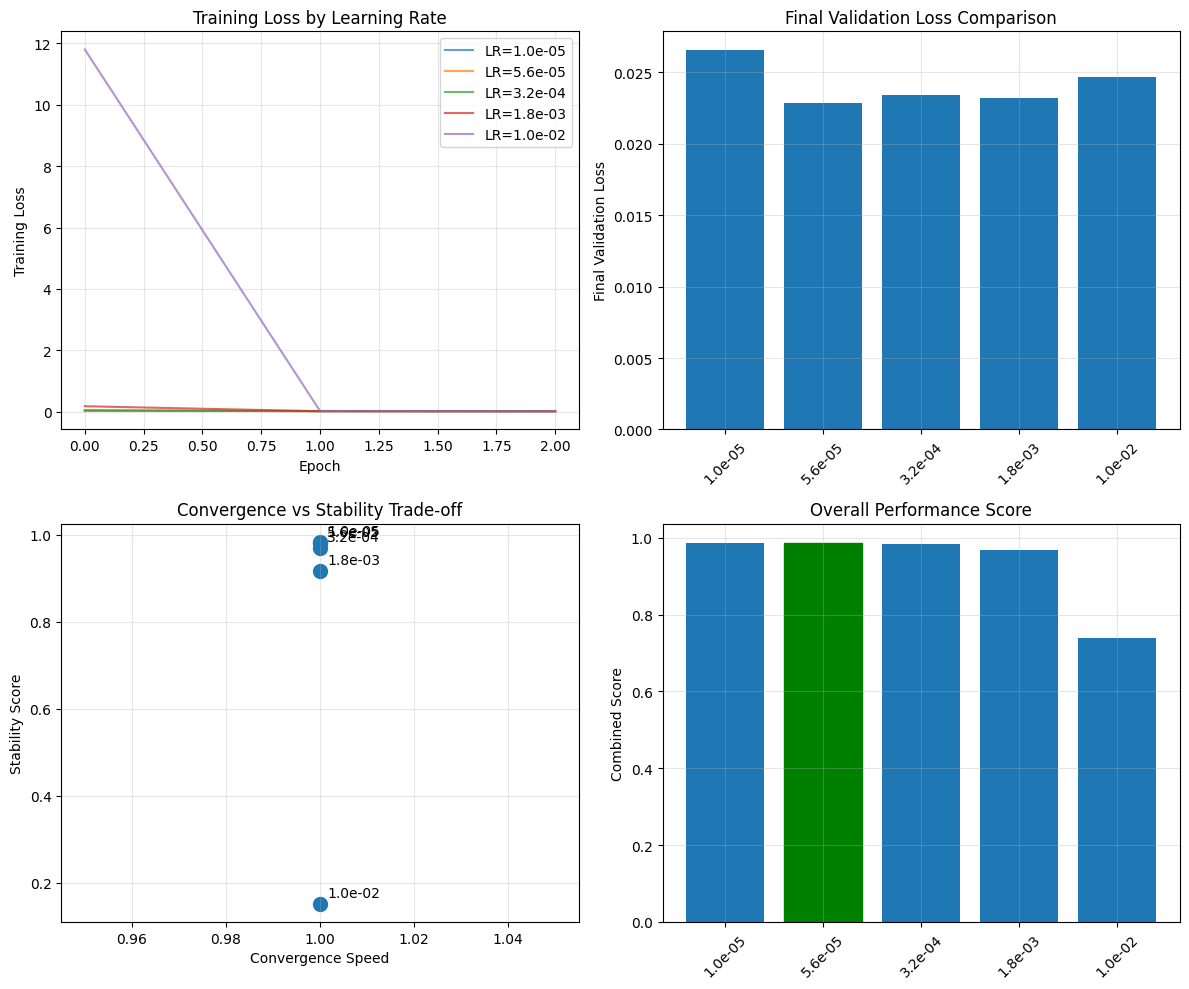 Training Loss by Learning Rate
12
10
8
6
4
2
0
Training Loss
LR=1.0e-05
LR=5.6e-05
LR=3.2e-04
LR=1.8e-03
LR=1.0e-02
0.00 0.25 0.50 0.75 1.00 1.25 1.50 1.75 2.00
Epoch
Final Validation Loss Comparison
0.025
0.020
0.015
0.010
0.005
0.000
Final Validation Loss
1.0e-05 5.6e-05 3.2e-04 1.8e-03 1.0e-02
Convergence vs Stability Trade-off
1.0
0.8
0.6
0.4
0.2
Stability Score
3.2e-04
1.8e-03
1.0e-02
0.96 0.98 1.00 1.02 1.04
Convergence Speed
Overall Performance Score
1.0
0.8
0.6
0.4
0.2
0.0
Combined Score
1.0e-05 5.6e-05 3.2e-04 1.8e-03 1.0e-02